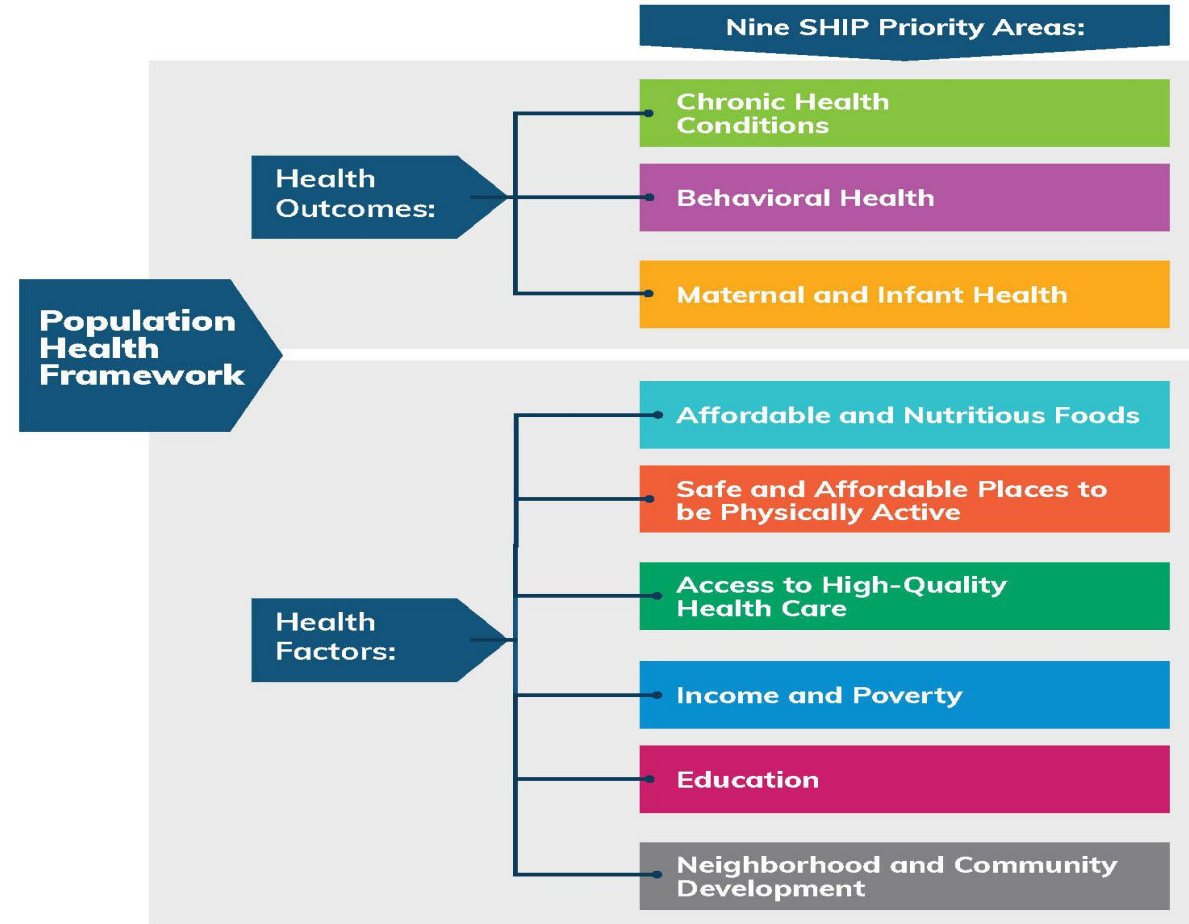 Nine SHIP Priority Areas:
Chronic Health
Conditions
Health
Outcomes:
Behavioral Health
Maternal and Infant Health
Population
Health
Framework
Affordable and Nutritious Foods
Safe and Affordable Places to
be Physically Active
Access to High-Quality
Health Care
Health
Factors:
Income and Poverty
Education
Neighborhood and Community
Development